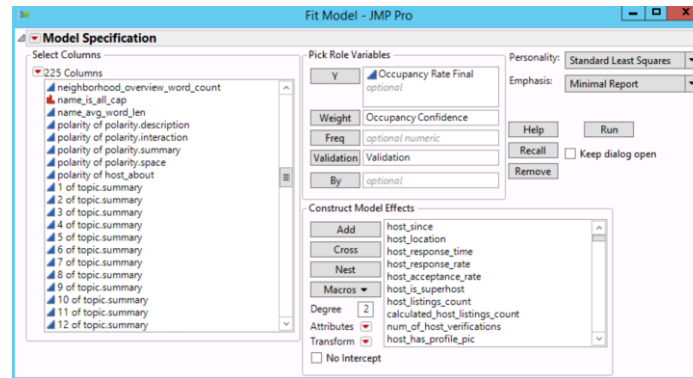 Fit Model - JMP Pro
Model Specification
Select Columns
225 Columns
neighborhood_overview_word_count
name_is_all_cap
name_avg_word_len
polarity of polarity.description
polarity of polarity.interaction
polarity of polarity.summary
polarity of polarity.space
polarity of host_about
1 of topic.summary
2 of topic.summary
3 of topic.summary
4 of topic.summary
5 of topic.summary
6 of topic.summary
7 of topic.summary
8 of topic.summary
9 of topic.summary
10 of topic.summary
11 of topic.summary
12 of topic.summary
Pick Role Variables
Y Occupancy Rate Final
optional
Weight Occupancy Confidence
Freq optional numeric
Validation Validation
By optional
Personality: Standard Least Squares
Emphasis: Minimal Report
Help Run
Recall Keep dialog open
Remove
Construct Model Effects
Add
Cross
Nest
Macros
Degree 2
Attributes
Transform
No Intercept
host_since
host_location
host_response_time
host_response_rate
host_acceptance_rate
host_is_superhost
host_listings_count
calculated_host_listings_count
num_of_host_verifications
host_has_profile_pic